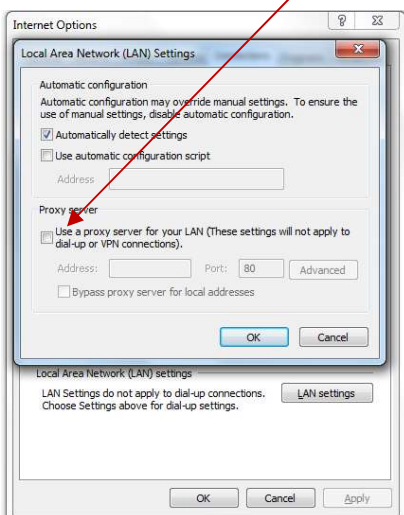 Internet Options
Local Area Network (LAN) Settings
Automatic configuration
Automatic configuration may override manual settings. To ensure the
use of manual settings, disable automatic configuration.
Automatically detect settings
Use automatic configuration script
Address
Proxy server
Use a proxy server for your LAN (These settings will not apply to
dial-up or VPN connections).
Address:
Port:
80
Advanced
Bypass proxy server for local addresses
OK
Cancel
Local Area Network (LAN) settings
LAN Settings do not apply to dial-up connections.
Choose Settings above for dial-up settings.
LAN settings
OK
Cancel
Apply